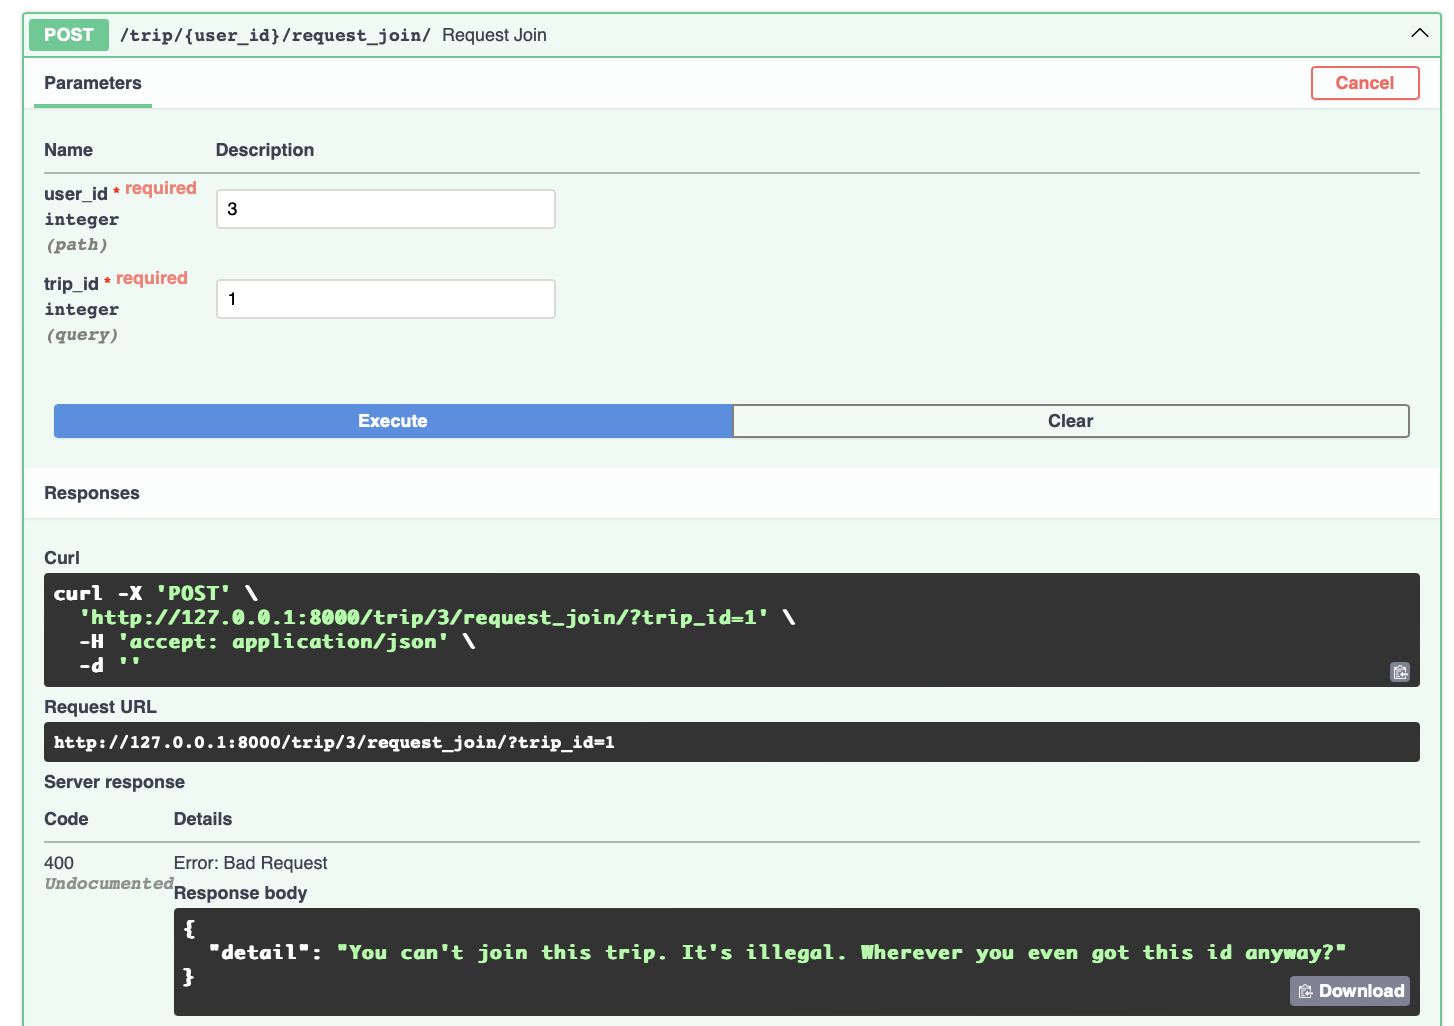 POST /trip/{user_id}/request_join/ Request Join
Parameters
Cancel
Name Description
user_id * required
integer
(path)
3
trip_id * required
integer
(query)
1
Execute
Clear
Responses
Curl
curl -X 'POST' \
'http://127.0.0.1:8000/trip/3/request_join/?trip_id=1' \
-H 'accept: application/json' \
-d ''
Request URL
http://127.0.0.1:8000/trip/3/request_join/?trip_id=1
Server response
Code Details
400
Undocumented
Error: Bad Request
Response body
{
"detail": "You can't join this trip. It's illegal. Wherever you even got this id anyway?"
}
Download